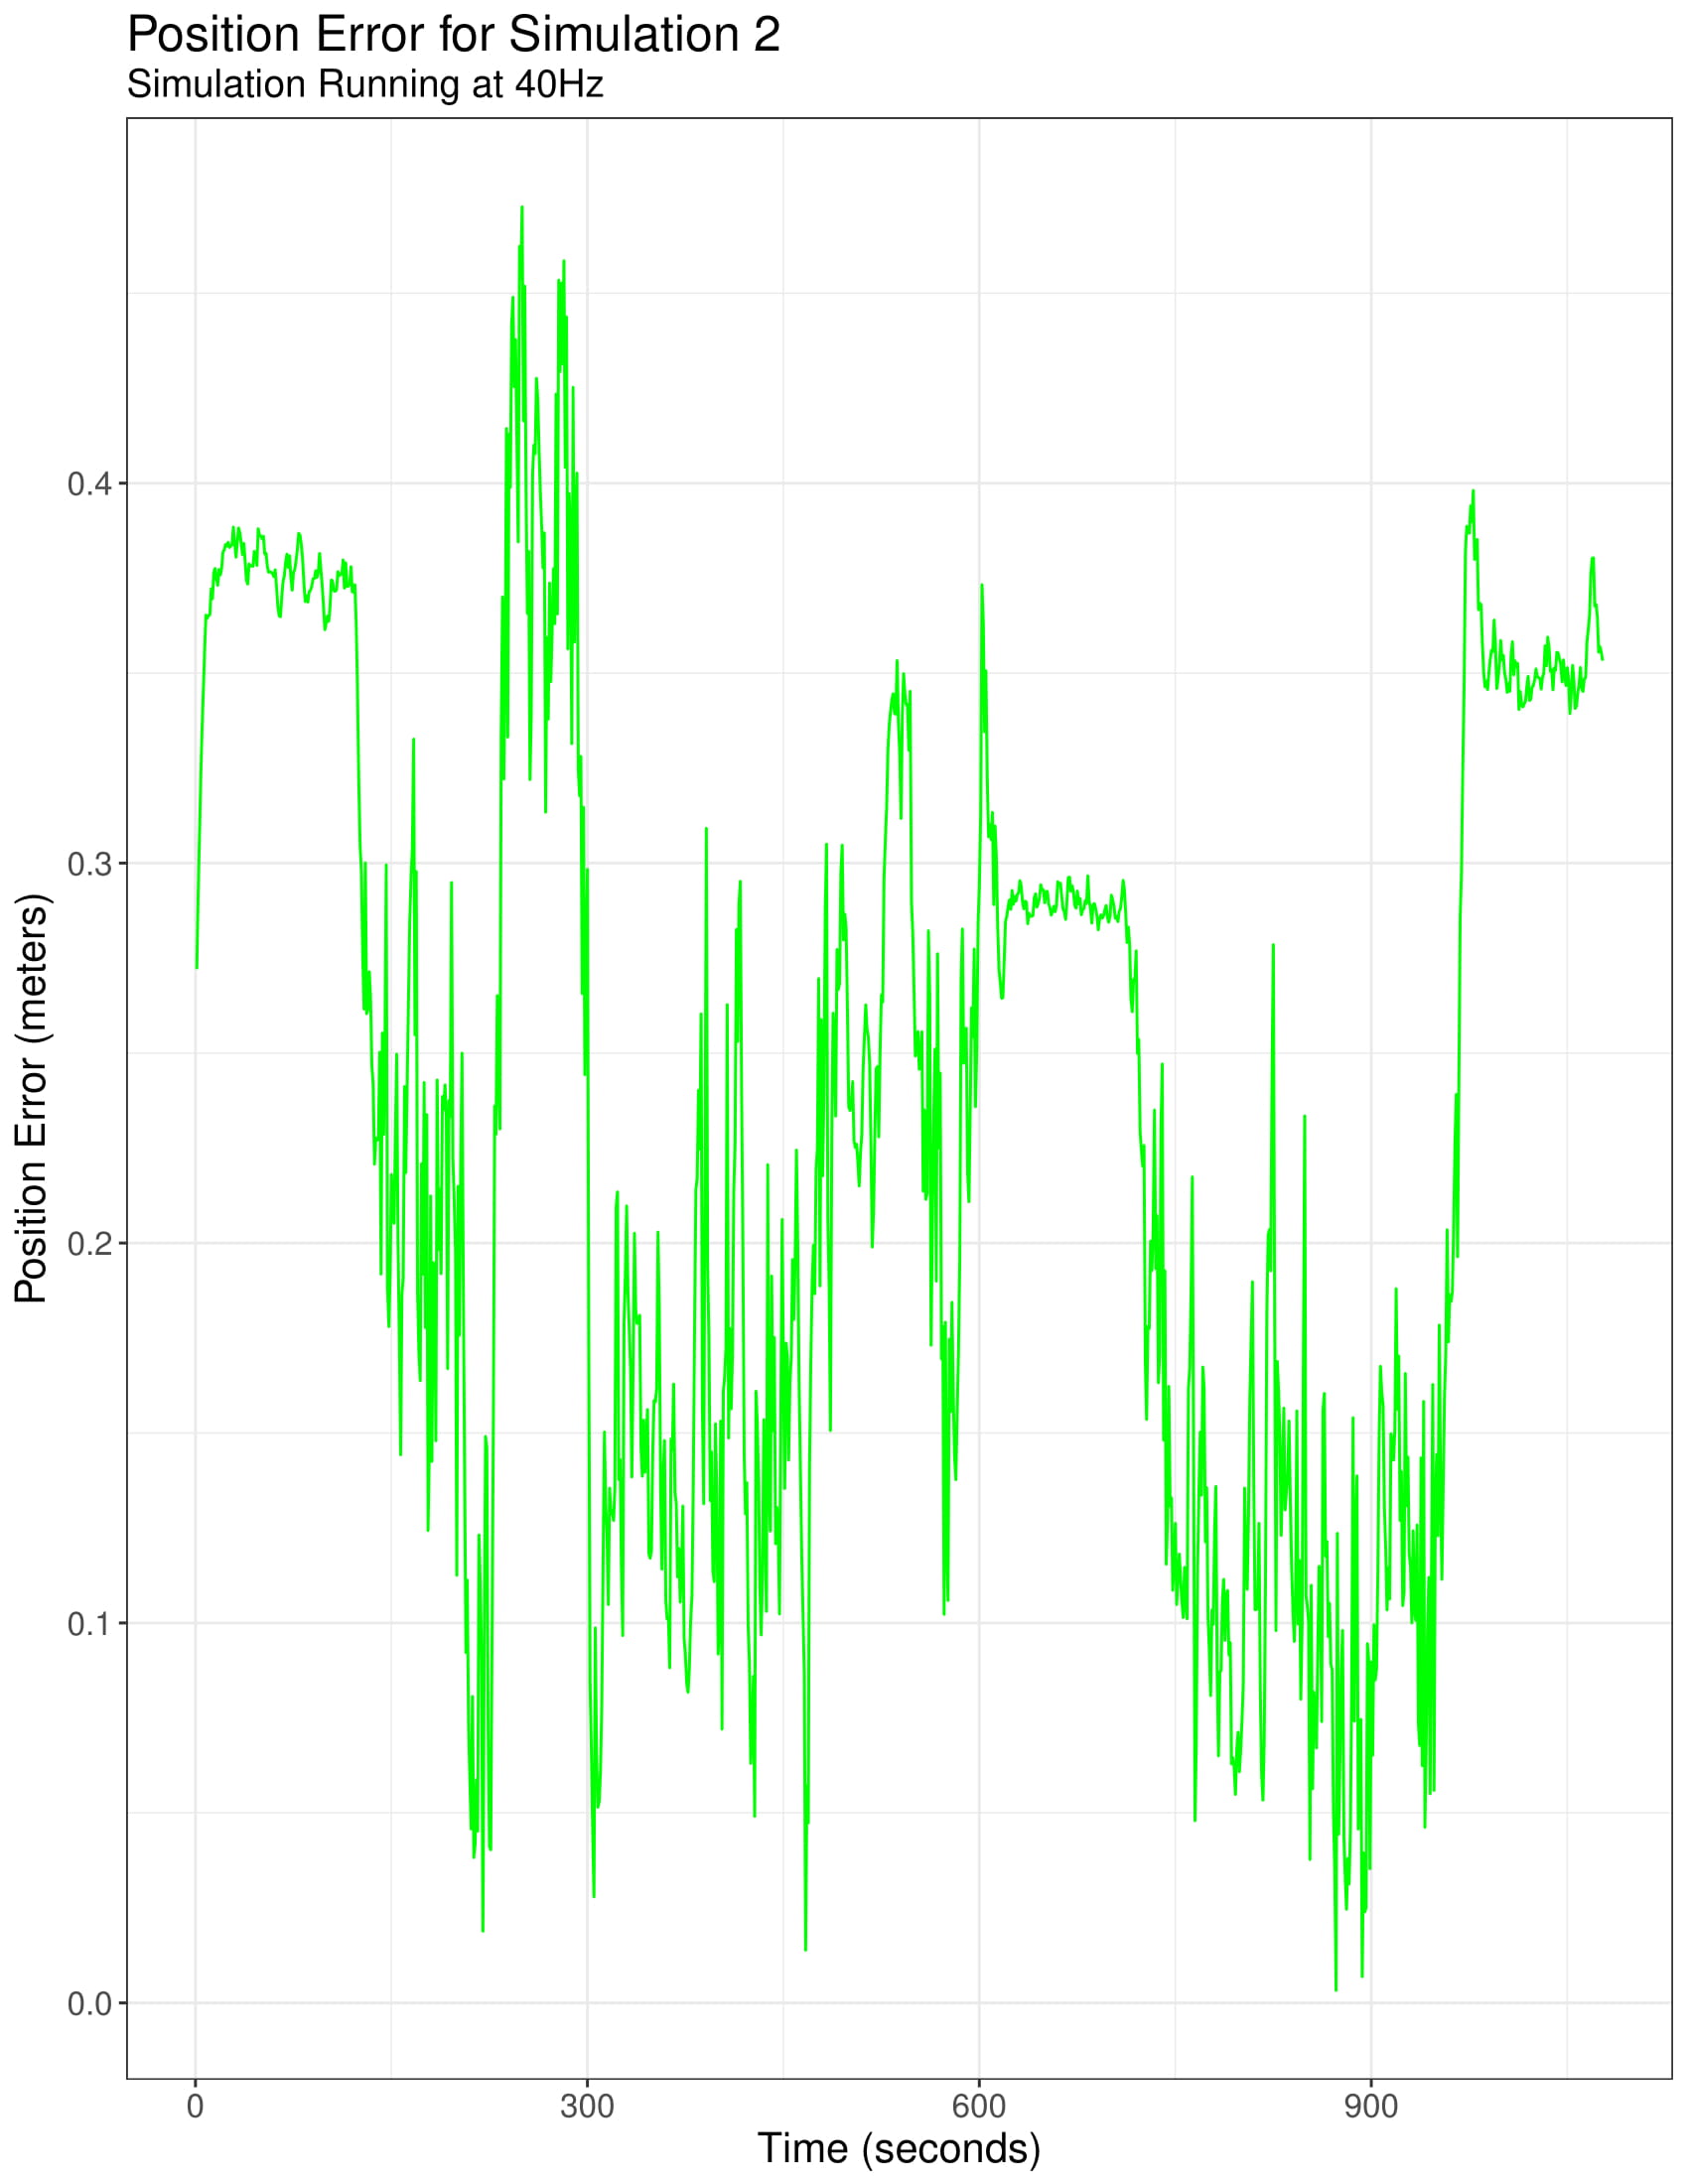 Position Error for Simulation 2
Simulation Running at 40Hz
Position Error (meters)
0.4
0.3
0.2
0.1
0.0
0 300 600 900
Time (seconds)